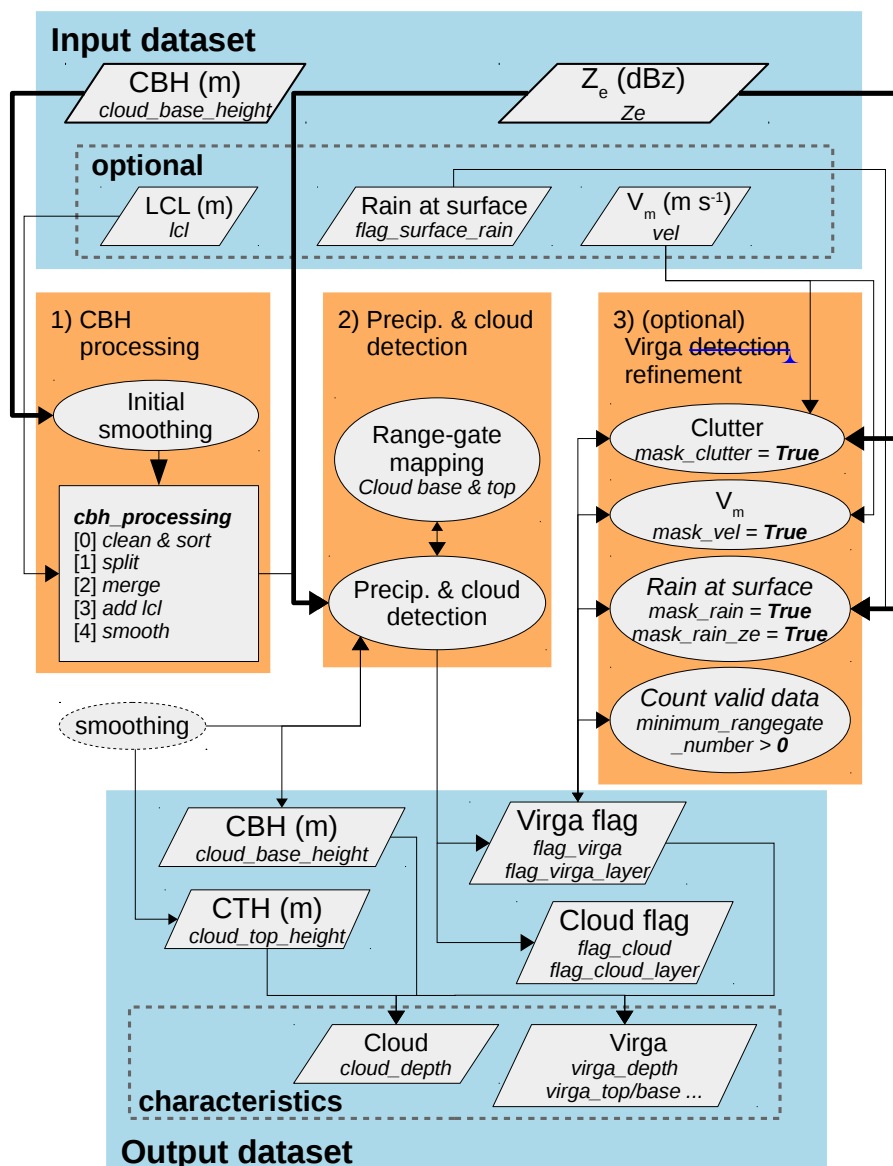 Input dataset
CBH (m)
cloud_base_height
Z_e (dBz)
Ze
optional
LCL (m)
lcl
Rain at surface
flag_surface_rain
V_m (m s⁻¹)
vel
1) CBH
processing
Initial
smoothing
cbh_processing
[0] clean & sort
[1] split
[2] merge
[3] add lcl
[4] smooth
2) Precip. & cloud
detection
Range-gate
mapping
Cloud base & top
Precip. & cloud
detection
3) (optional)
Virga detection
refinement
Clutter
mask_clutter = True
V_m
mask_vel = True
Rain at surface
mask_rain = True
mask_rain_ze = True
Count valid data
minimum_rangegate
_number > 0
smoothing
CBH (m)
cloud_base_height
CTH (m)
cloud_top_height
Virga flag
flag_virga
flag_virga_layer
Cloud flag
flag_cloud
flag_cloud_layer
Cloud
cloud_depth
Virga
virga_depth
virga_top/base ...
characteristics
Output dataset